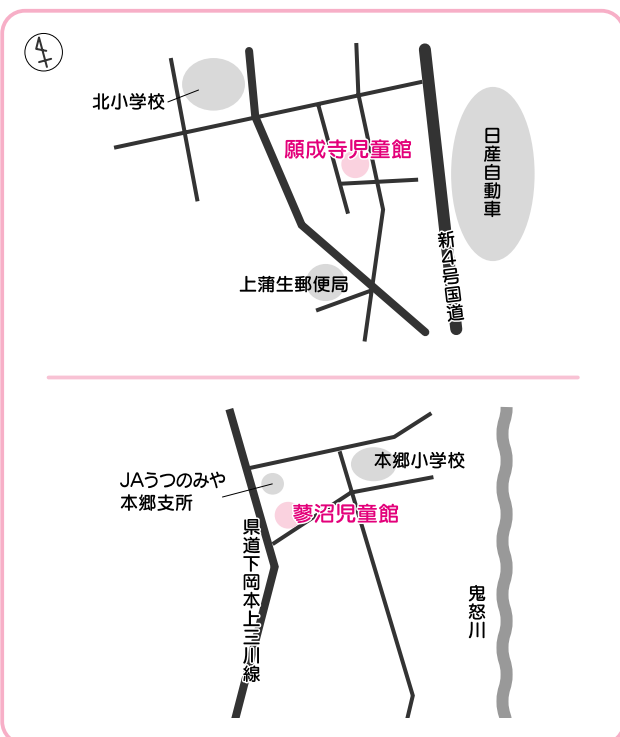 北小学校
願成寺児童館
日産自動車
新4号国道
上蒲生郵便局
JAうつのみや
本郷支所
本郷小学校
蓼沼児童館
県道下岡本上三川線
鬼怒川